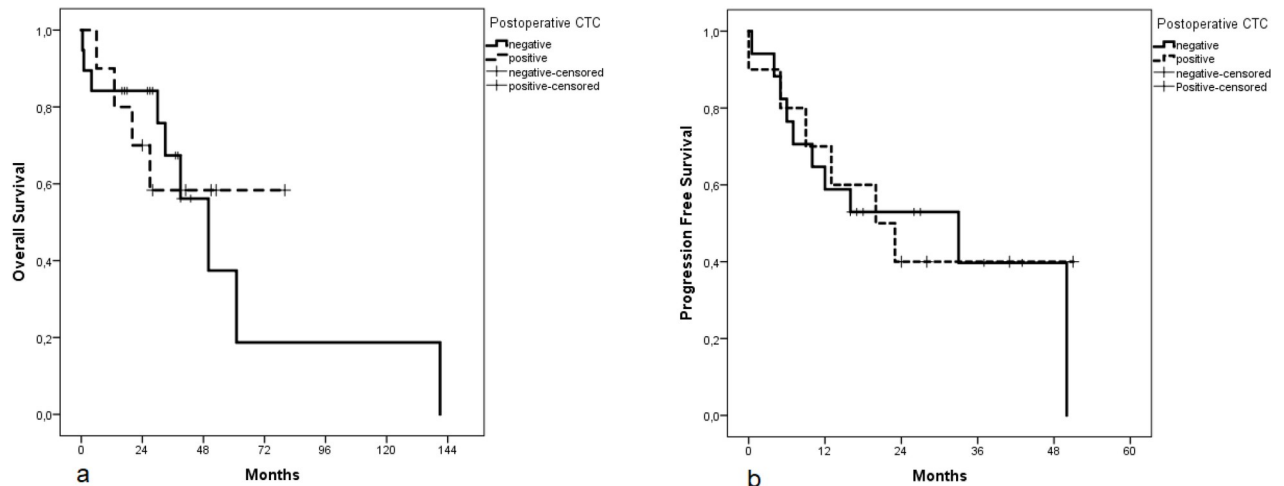 Postoperative CTC
negative
positive
negative-censored
positive-censored
Overall Survival
1,0
0,8
0,6
0,4
0,2
0,0
0 24 48 72 96 120 144
Months
a
Postoperative CTC
negative
positive
negative-censored
Positive-censored
Progression Free Survival
1,0
0,8
0,6
0,4
0,2
0,0
0 12 24 36 48 60
Months
b